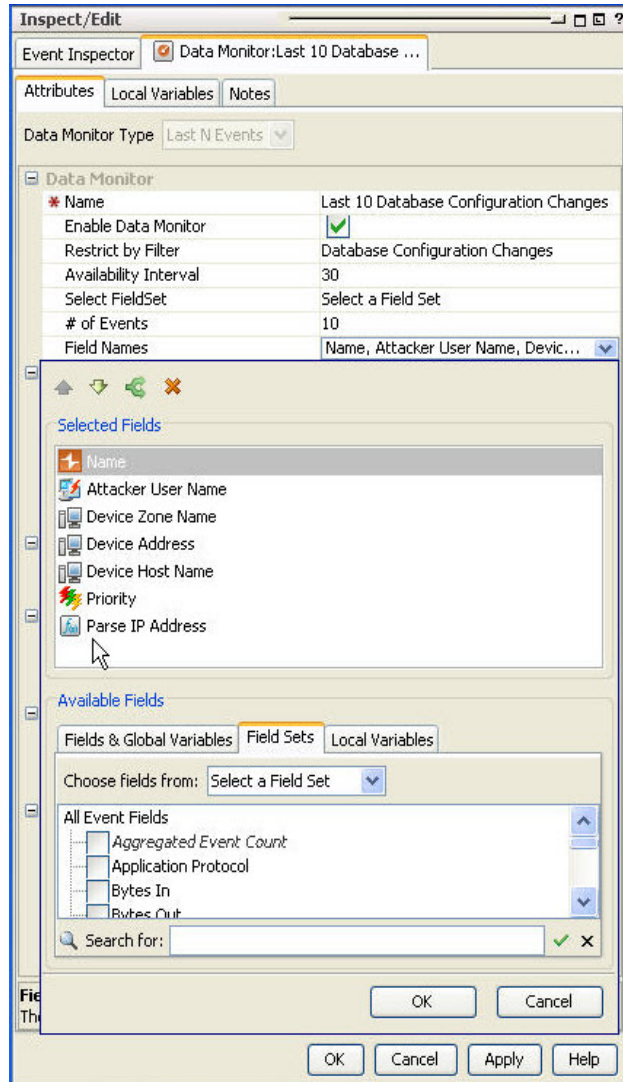 Inspect/Edit
Event Inspector Data Monitor:Last 10 Database ...
Attributes Local Variables Notes
Data Monitor Type Last N Events
Data Monitor
* Name Last 10 Database Configuration Changes
Enable Data Monitor
Restrict by Filter Database Configuration Changes
Availability Interval 30
Select FieldSet Select a Field Set
# of Events 10
Field Names Name, Attacker User Name, Devic...
Selected Fields
Name
Attacker User Name
Device Zone Name
Device Address
Device Host Name
Priority
Parse IP Address
Available Fields
Fields & Global Variables Field Sets Local Variables
Choose fields from: Select a Field Set
All Event Fields
Aggregated Event Count
Application Protocol
Bytes In
Bytes Out
Search for:
OK Cancel
Fie
The
OK Cancel Apply Help